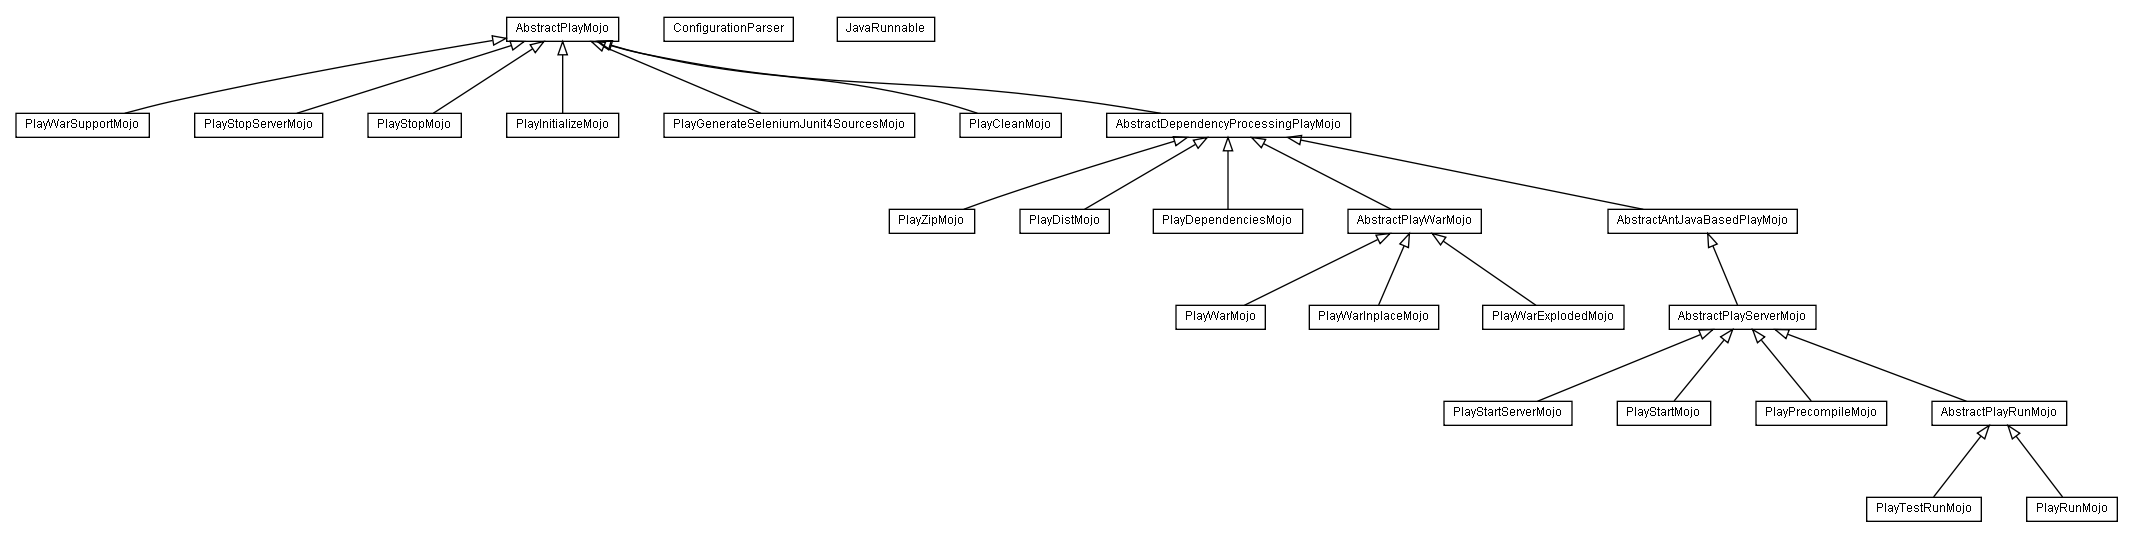 AbstractPlayMojo
ConfigurationParser
JavaRunnable
PlayWarSupportMojo
PlayStopServerMojo
PlayStopMojo
PlayInitializeMojo
PlayGenerateSeleniumJunit4SourcesMojo
PlayCleanMojo
AbstractDependencyProcessingPlayMojo
PlayZipMojo
PlayDistMojo
PlayDependenciesMojo
AbstractPlayWarMojo
AbstractAntJavaBasedPlayMojo
PlayWarMojo
PlayWarInplaceMojo
PlayWarExplodedMojo
AbstractPlayServerMojo
PlayStartServerMojo
PlayStartMojo
PlayPrecompileMojo
AbstractPlayRunMojo
PlayTestRunMojo
PlayRunMojo